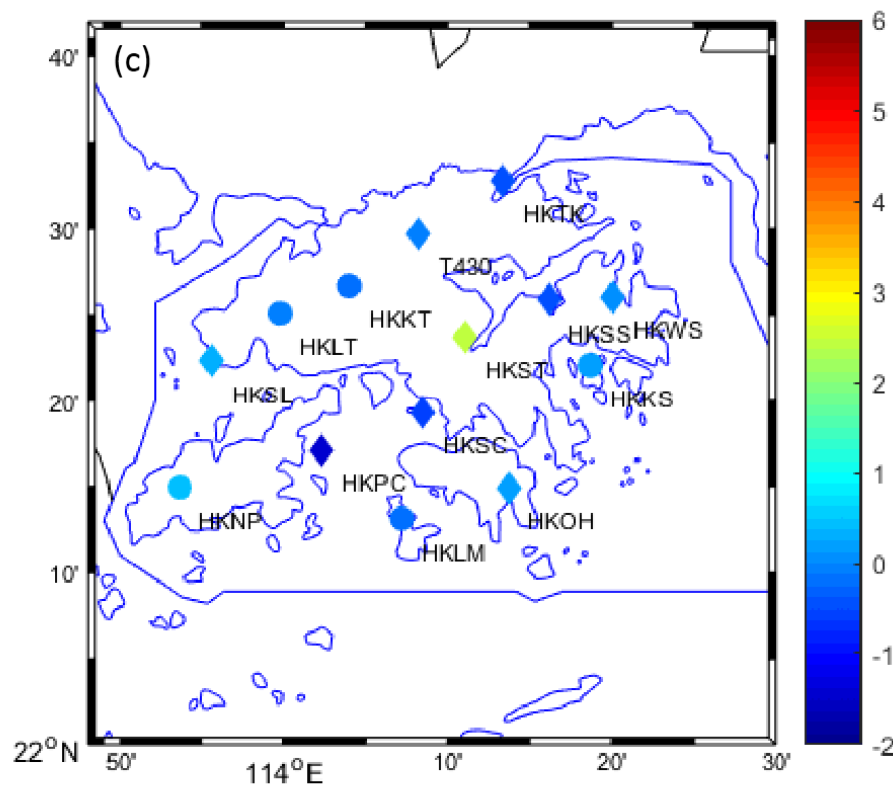 (c)
40'
30'
20'
10'
22°N
50'
114°E
10'
20'
30'
HKTK
T430
HKKT
HKLT
HKSS
HKWS
HKST
HKSL
HKKS
HKSC
HKPC
HKNP
HKOH
HKLM
6
5
4
3
2
1
0
-1
-2